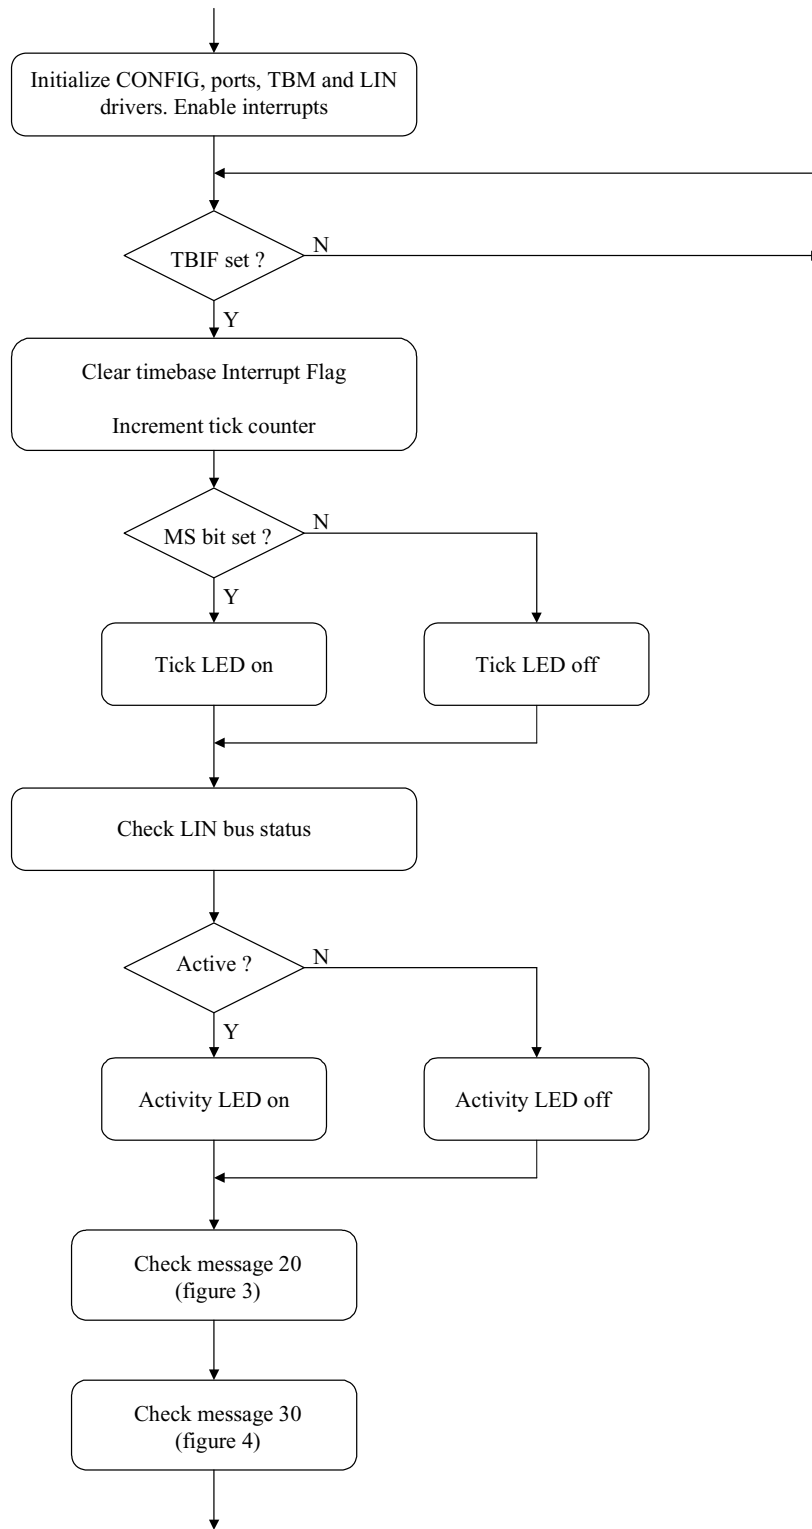 Initialize CONFIG, ports, TBM and LIN
drivers. Enable interrupts
TBIF set ?
N
Y
Clear timebase Interrupt Flag
Increment tick counter
MS bit set ?
N
Y
Tick LED on
Tick LED off
Check LIN bus status
Active ?
N
Y
Activity LED on
Activity LED off
Check message 20
(figure 3)
Check message 30
(figure 4)